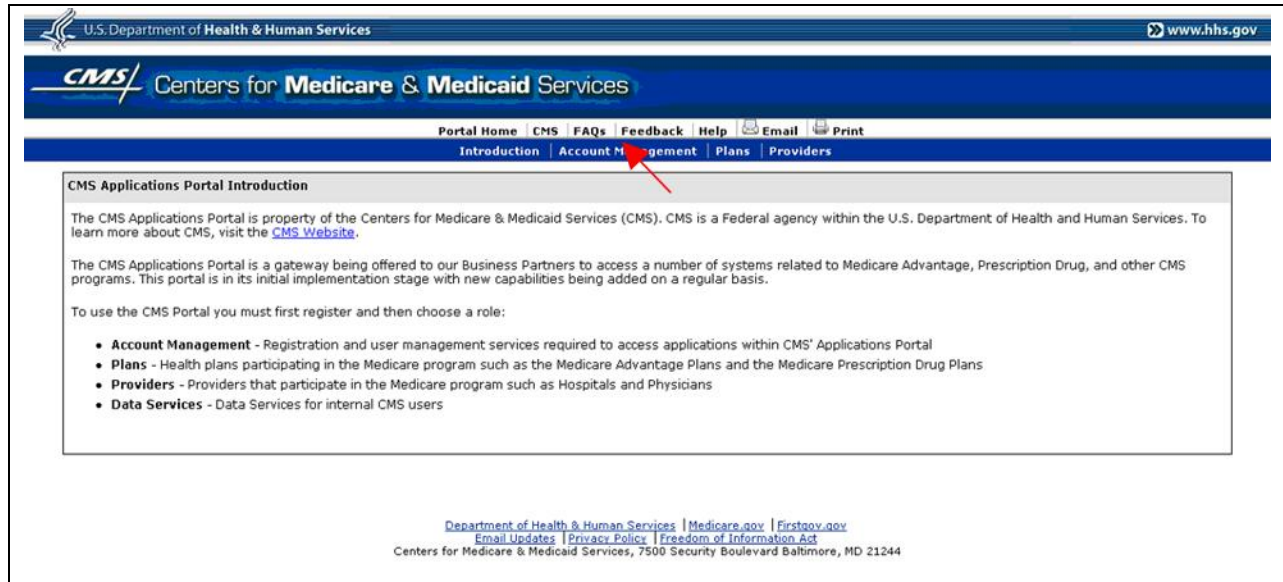 U.S. Department of Health & Human Services
www.hhs.gov
CMS/ Centers for Medicare & Medicaid Services
Portal Home | CMS | FAQs | Feedback | Help | Email | Print
Introduction | Account Management | Plans | Providers
CMS Applications Portal Introduction
The CMS Applications Portal is property of the Centers for Medicare & Medicaid Services (CMS). CMS is a Federal agency within the U.S. Department of Health and Human Services. To
learn more about CMS, visit the CMS Website.
The CMS Applications Portal is a gateway being offered to our Business Partners to access a number of systems related to Medicare Advantage, Prescription Drug, and other CMS
programs. This portal is in its initial implementation stage with new capabilities being added on a regular basis.
To use the CMS Portal you must first register and then choose a role:
• Account Management - Registration and user management services required to access applications within CMS' Applications Portal
• Plans - Health plans participating in the Medicare program such as the Medicare Advantage Plans and the Medicare Prescription Drug Plans
• Providers - Providers that participate in the Medicare program such as Hospitals and Physicians
• Data Services - Data Services for internal CMS users
Department of Health & Human Services | Medicare.gov | Firstgov.gov
Email Updates | Privacy Policy | Freedom of Information Act
Centers for Medicare & Medicaid Services, 7500 Security Boulevard Baltimore, MD 21244